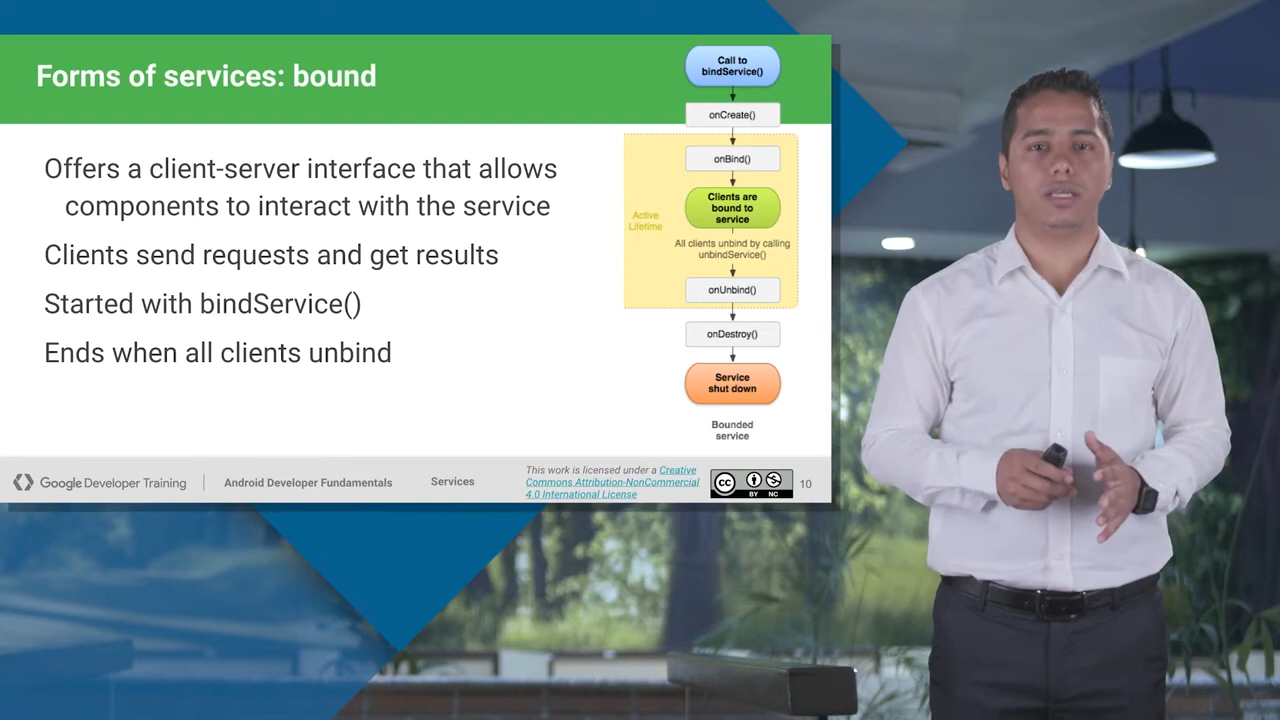 Forms of services: bound
Offers a client-server interface that allows
components to interact with the service
Clients send requests and get results
Started with bindService()
Ends when all clients unbind
Call to
bindService()
onCreate()
onBind()
Clients are
bound to
service
Active
Lifetime
All clients unbind by calling
unbindService()
onUnbind()
onDestroy()
Service
shut down
Bounded
service
Google Developer Training
Android Developer Fundamentals
Services
This work is licensed under a Creative
Commons Attribution-NonCommercial
4.0 International License
cc
BY NC
10